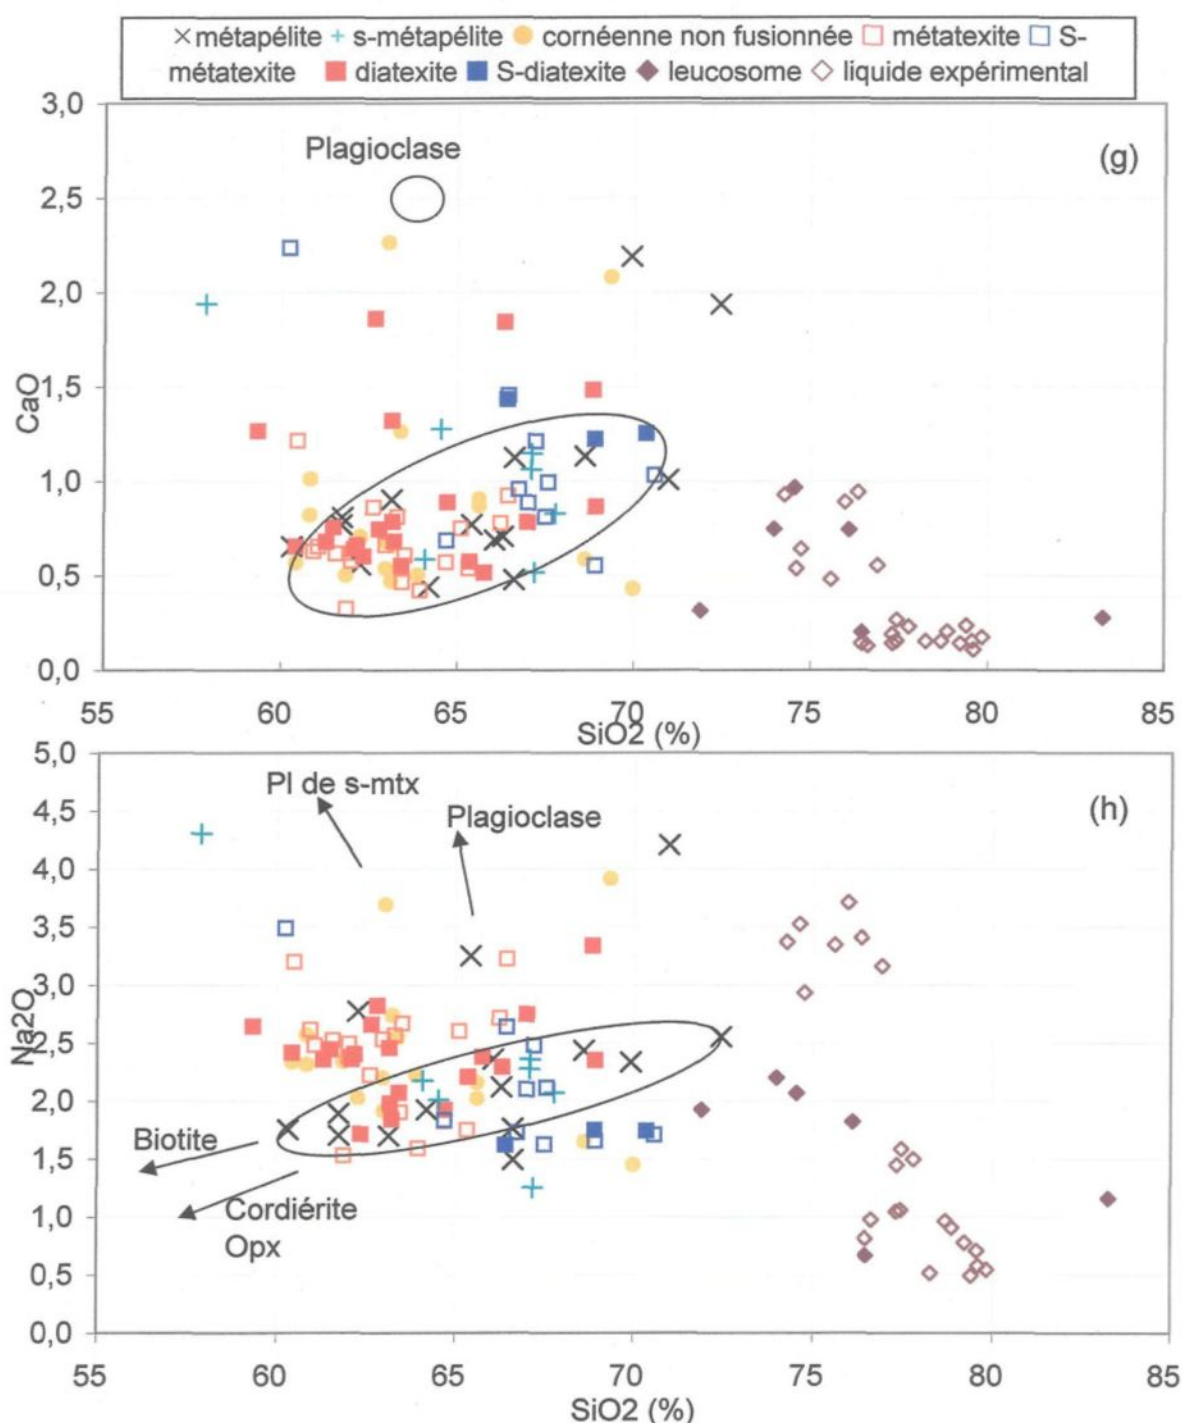 métapélite s-métapélite cornéenne non fusionnée métatexite S-
métatexite diatexite S-diatexite leucosome liquide expérimental
3,0
Plagioclase
(g)
2,5
2,0
1,5
CaO
1,0
0,5
0,0
55 60 65 70 75 80 85
SiO2 (%)
5,0
Pl de s-mtx
(h)
4,5
Plagioclase
4,0
3,5
3,0
Na2O
2,5
2,0
Biotite
1,5
Cordiérite
1,0
Opx
0,5
0,0
55 60 65 70 75 80 85
SiO2 (%)